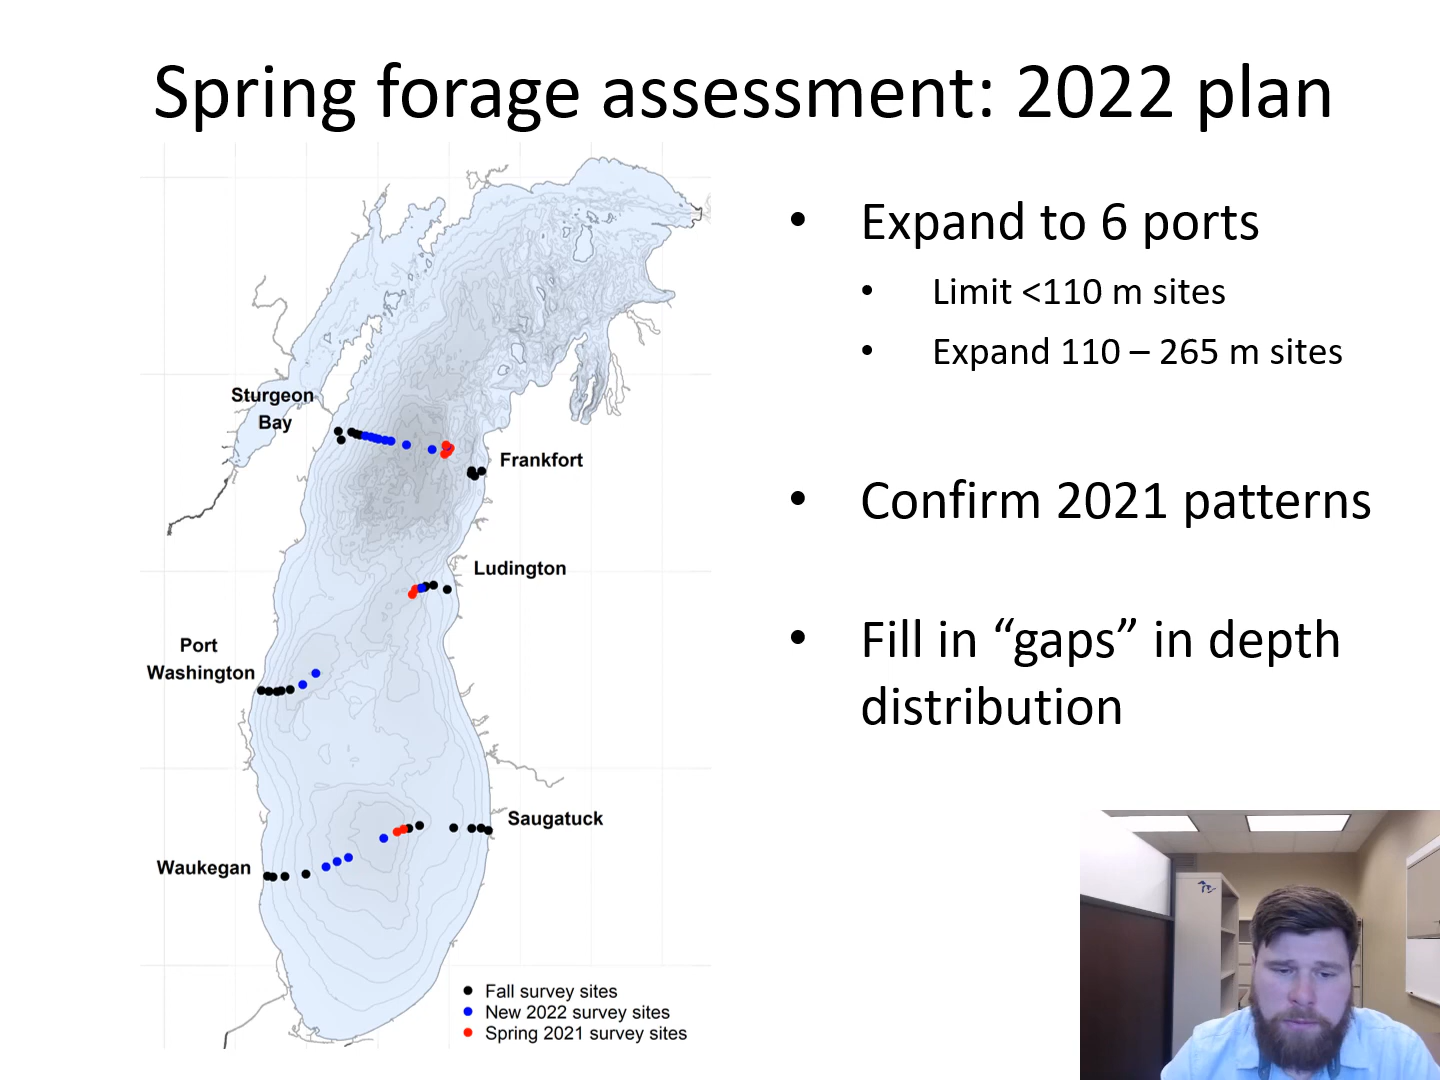 Spring forage assessment: 2022 plan
• Expand to 6 ports
• Limit <110 m sites
• Expand 110 – 265 m sites
• Confirm 2021 patterns
• Fill in “gaps” in depth
distribution
Sturgeon
Bay
Frankfort
Ludington
Port
Washington
Saugatuck
Waukegan
Fall survey sites
New 2022 survey sites
Spring 2021 survey sites